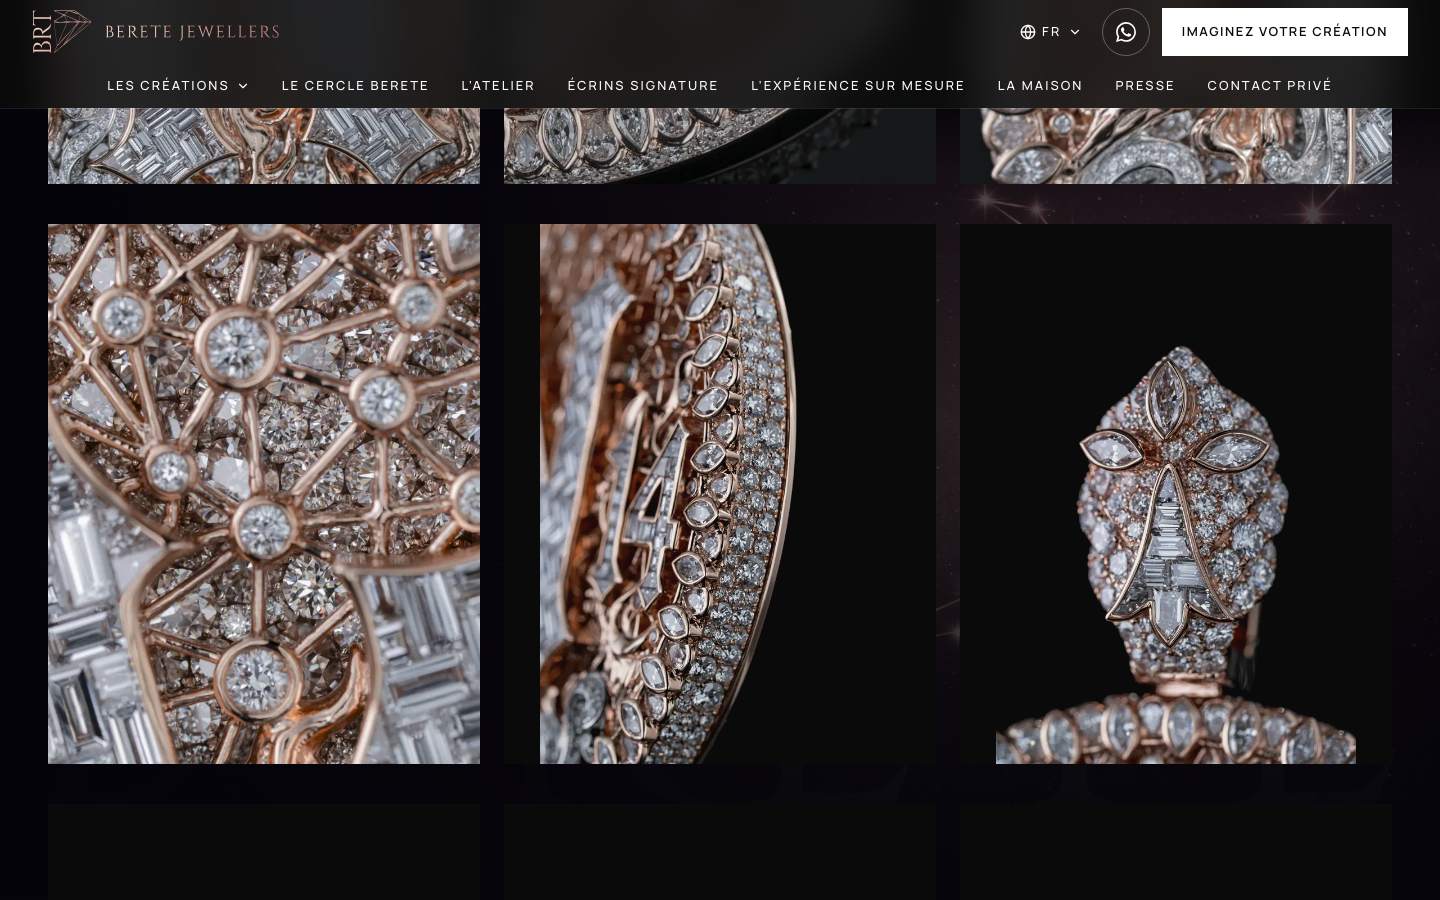 BRT
BERETE JEWELLERS
FR
IMAGINEZ VOTRE CRÉATION
LES CRÉATIONS
LE CERCLE BERETE
L'ATELIER
ÉCRINS SIGNATURE
L'EXPÉRIENCE SUR MESURE
LA MAISON
PRESSE
CONTACT PRIVÉ